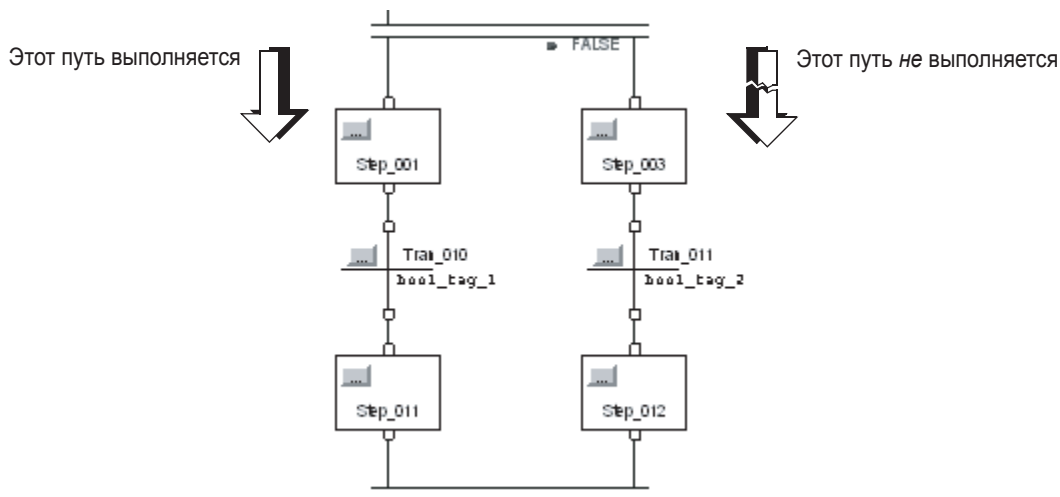 FALSE
Этот путь выполняется
Этот путь не выполняется
...
...
Step_001
Step_003
...
Tran_010
...
Tran_011
bool_tag_1
bool_tag_2
...
...
Step_011
Step_012